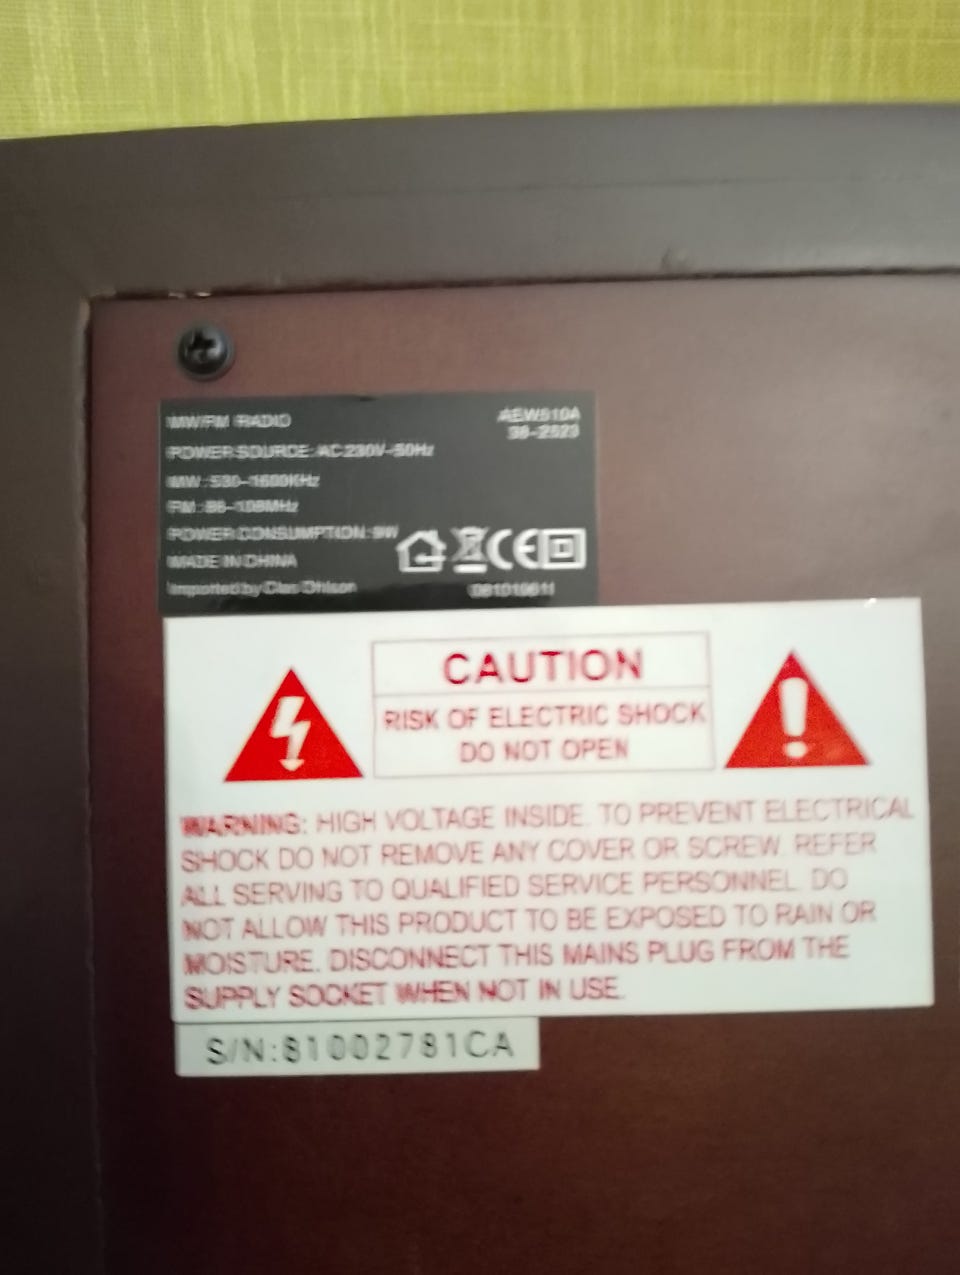 MW/FM RADIO
AEW510A
38-2523
POWER SOURCE: AC 230V~50Hz
MW : 530-1600KHz
FM : 88-108MHz
POWER CONSUMPTION: 9W
MADE IN CHINA
Imported by Clas Ohlson
CE
CAUTION
RISK OF ELECTRIC SHOCK
DO NOT OPEN
WARNING: HIGH VOLTAGE INSIDE. TO PREVENT ELECTRICAL
SHOCK DO NOT REMOVE ANY COVER OR SCREW. REFER
ALL SERVING TO QUALIFIED SERVICE PERSONNEL. DO
NOT ALLOW THIS PRODUCT TO BE EXPOSED TO RAIN OR
MOISTURE. DISCONNECT THIS MAINS PLUG FROM THE
SUPPLY SOCKET WHEN NOT IN USE.
S/N:81002781CA